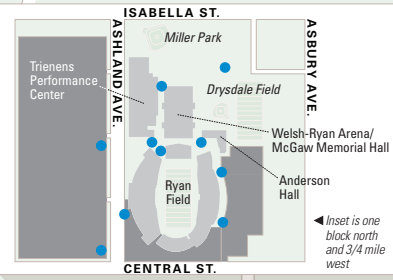 ISABELLA ST.
Miller Park
ASHLAND AVE.
ASBURY AVE.
Trienens
Performance
Center
Drysdale Field
Welsh-Ryan Arena/
McGaw Memorial Hall
Anderson
Hall
Ryan
Field
◄ Inset is one
block north
and 3/4 mile
west
CENTRAL ST.